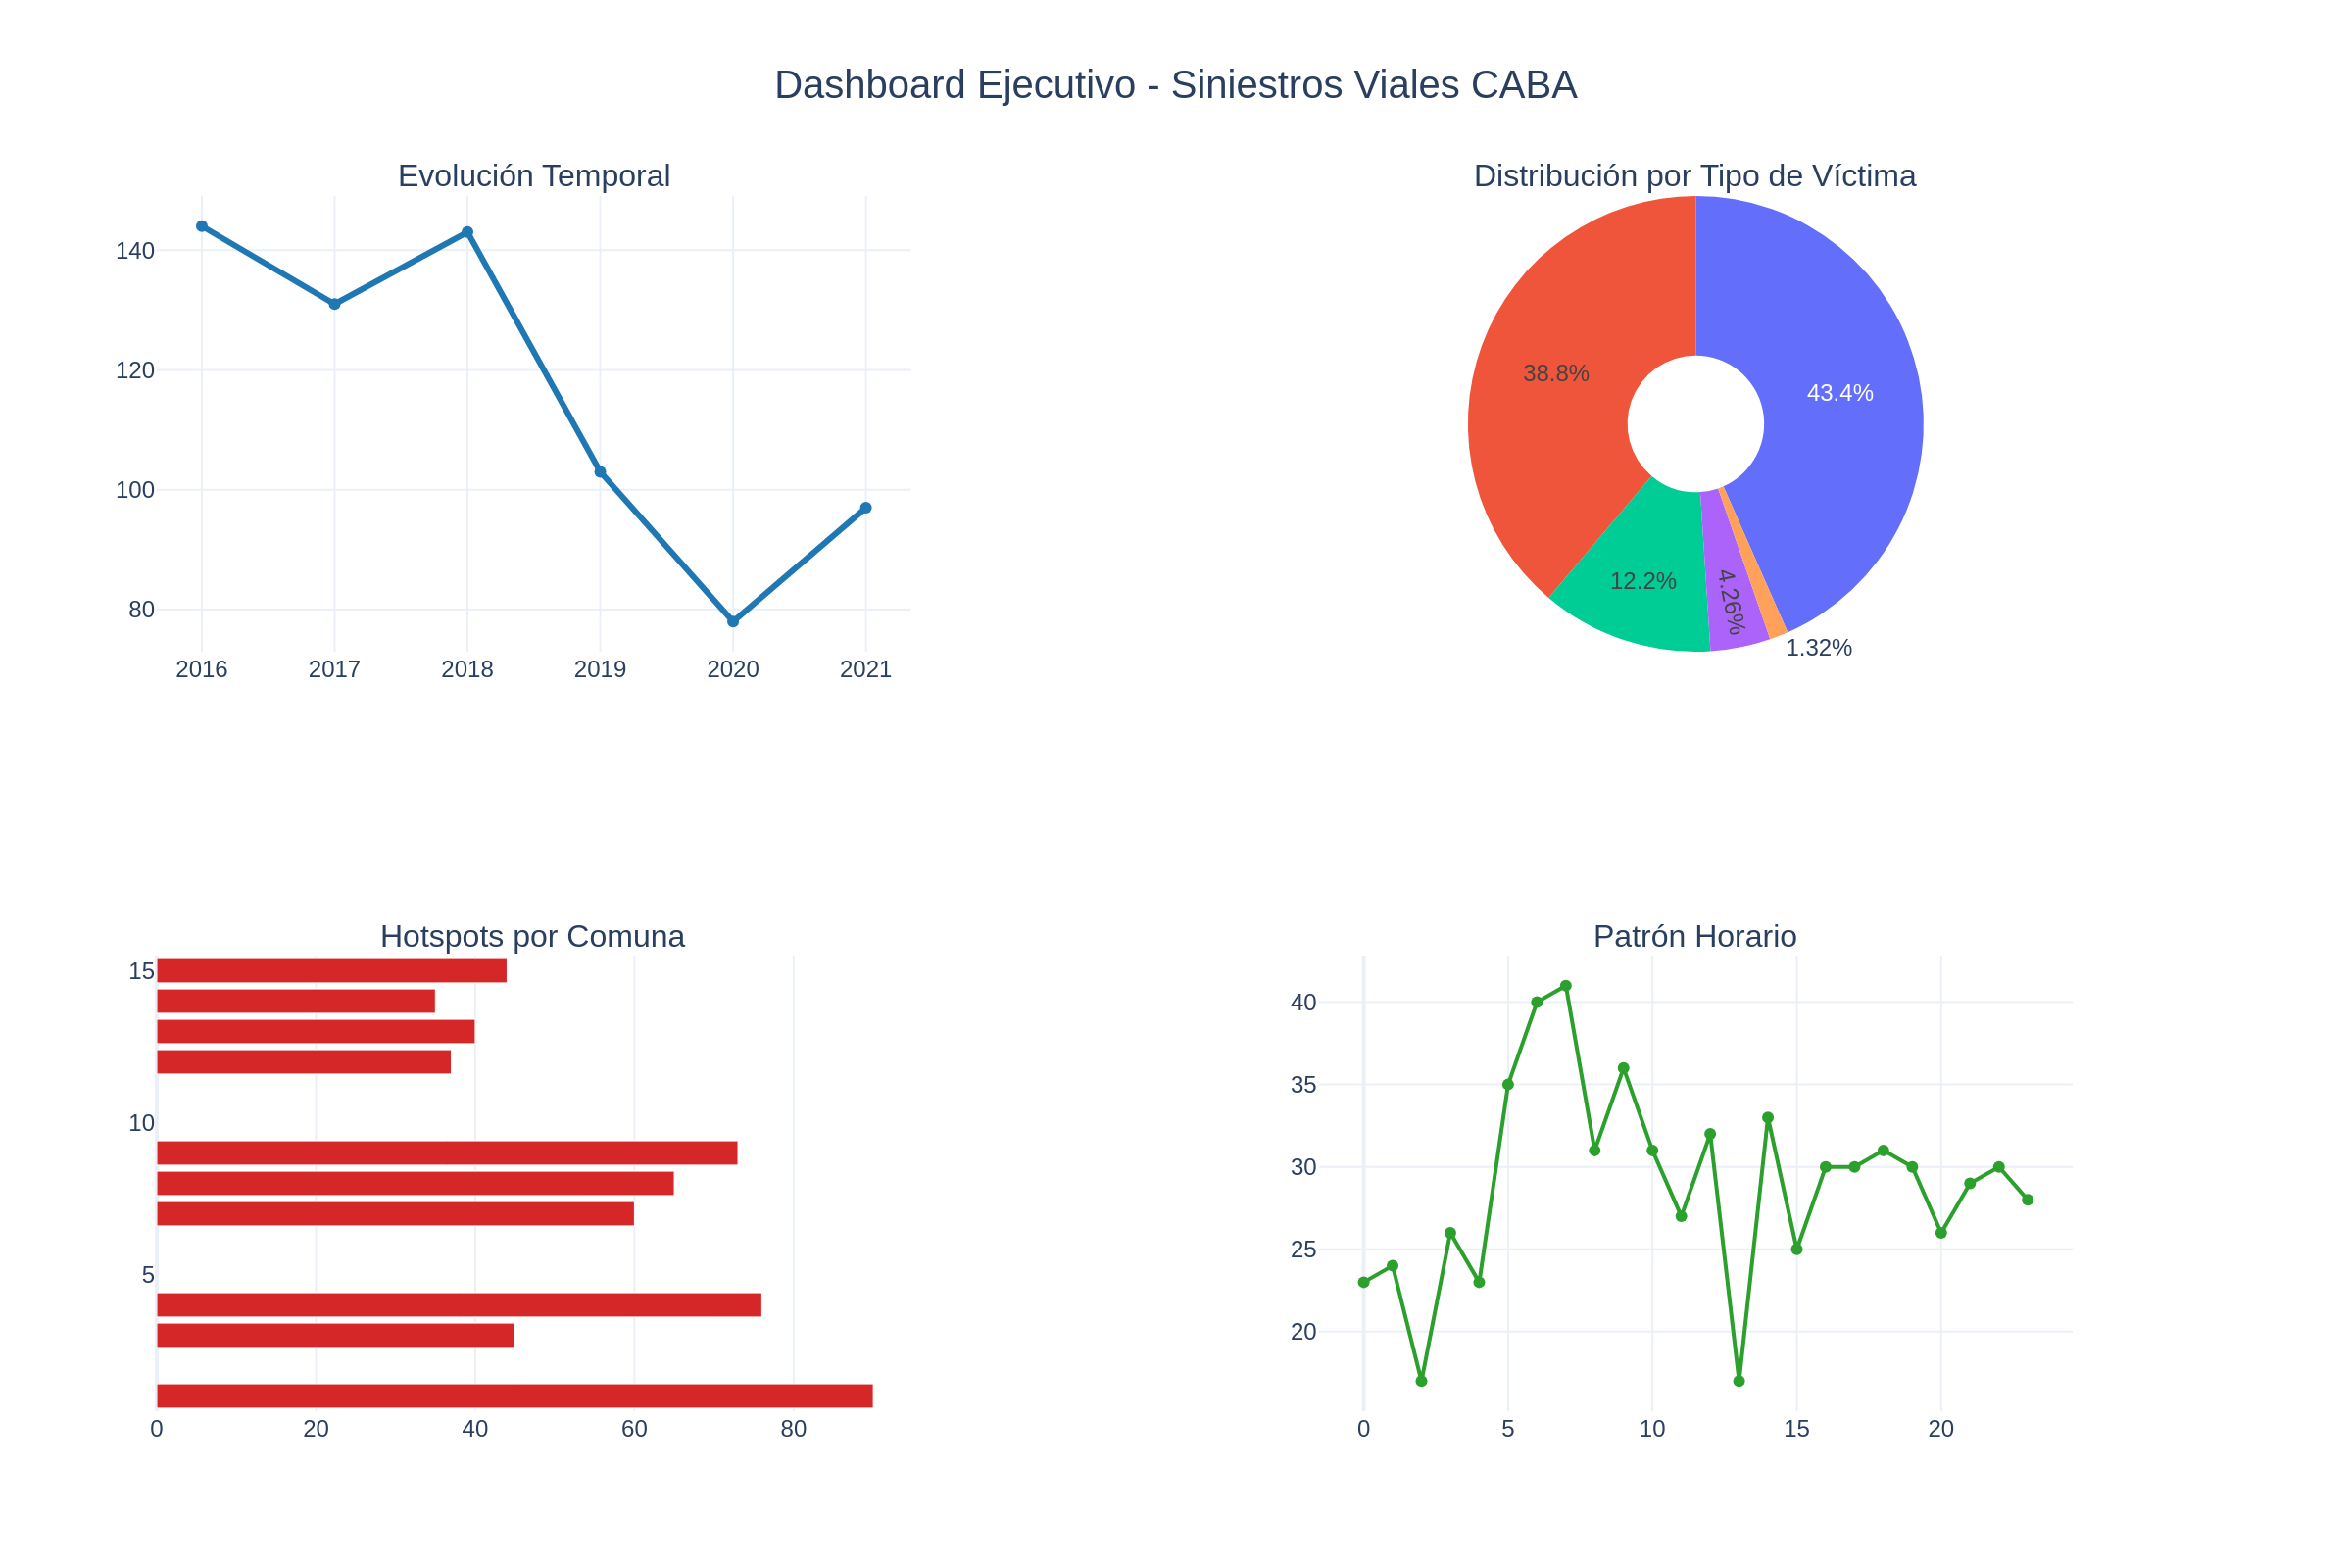 Dashboard Ejecutivo - Siniestros Viales CABA
Evolución Temporal
140
120
100
80
2016 2017 2018 2019 2020 2021
Distribución por Tipo de Víctima
43.4%
38.8%
12.2%
4.26%
1.32%
Hotspots por Comuna
15
10
5
0 20 40 60 80
Patrón Horario
40
35
30
25
20
0 5 10 15 20